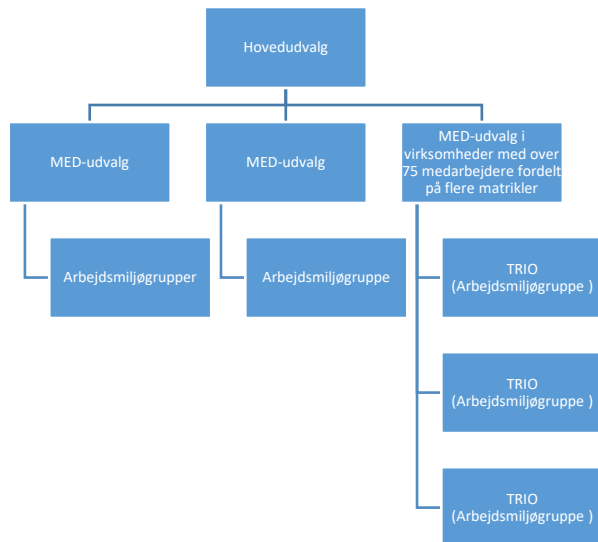 Hovedudvalg
MED-udvalg
MED-udvalg
MED-udvalg i
virksomheder med over
75 medarbejdere fordelt
på flere matrikler
Arbejdsmiljøgrupper
Arbejdsmiljøgruppe
TRIO
(Arbejdsmiljøgruppe )
TRIO
(Arbejdsmiljøgruppe )
TRIO
(Arbejdsmiljøgruppe )